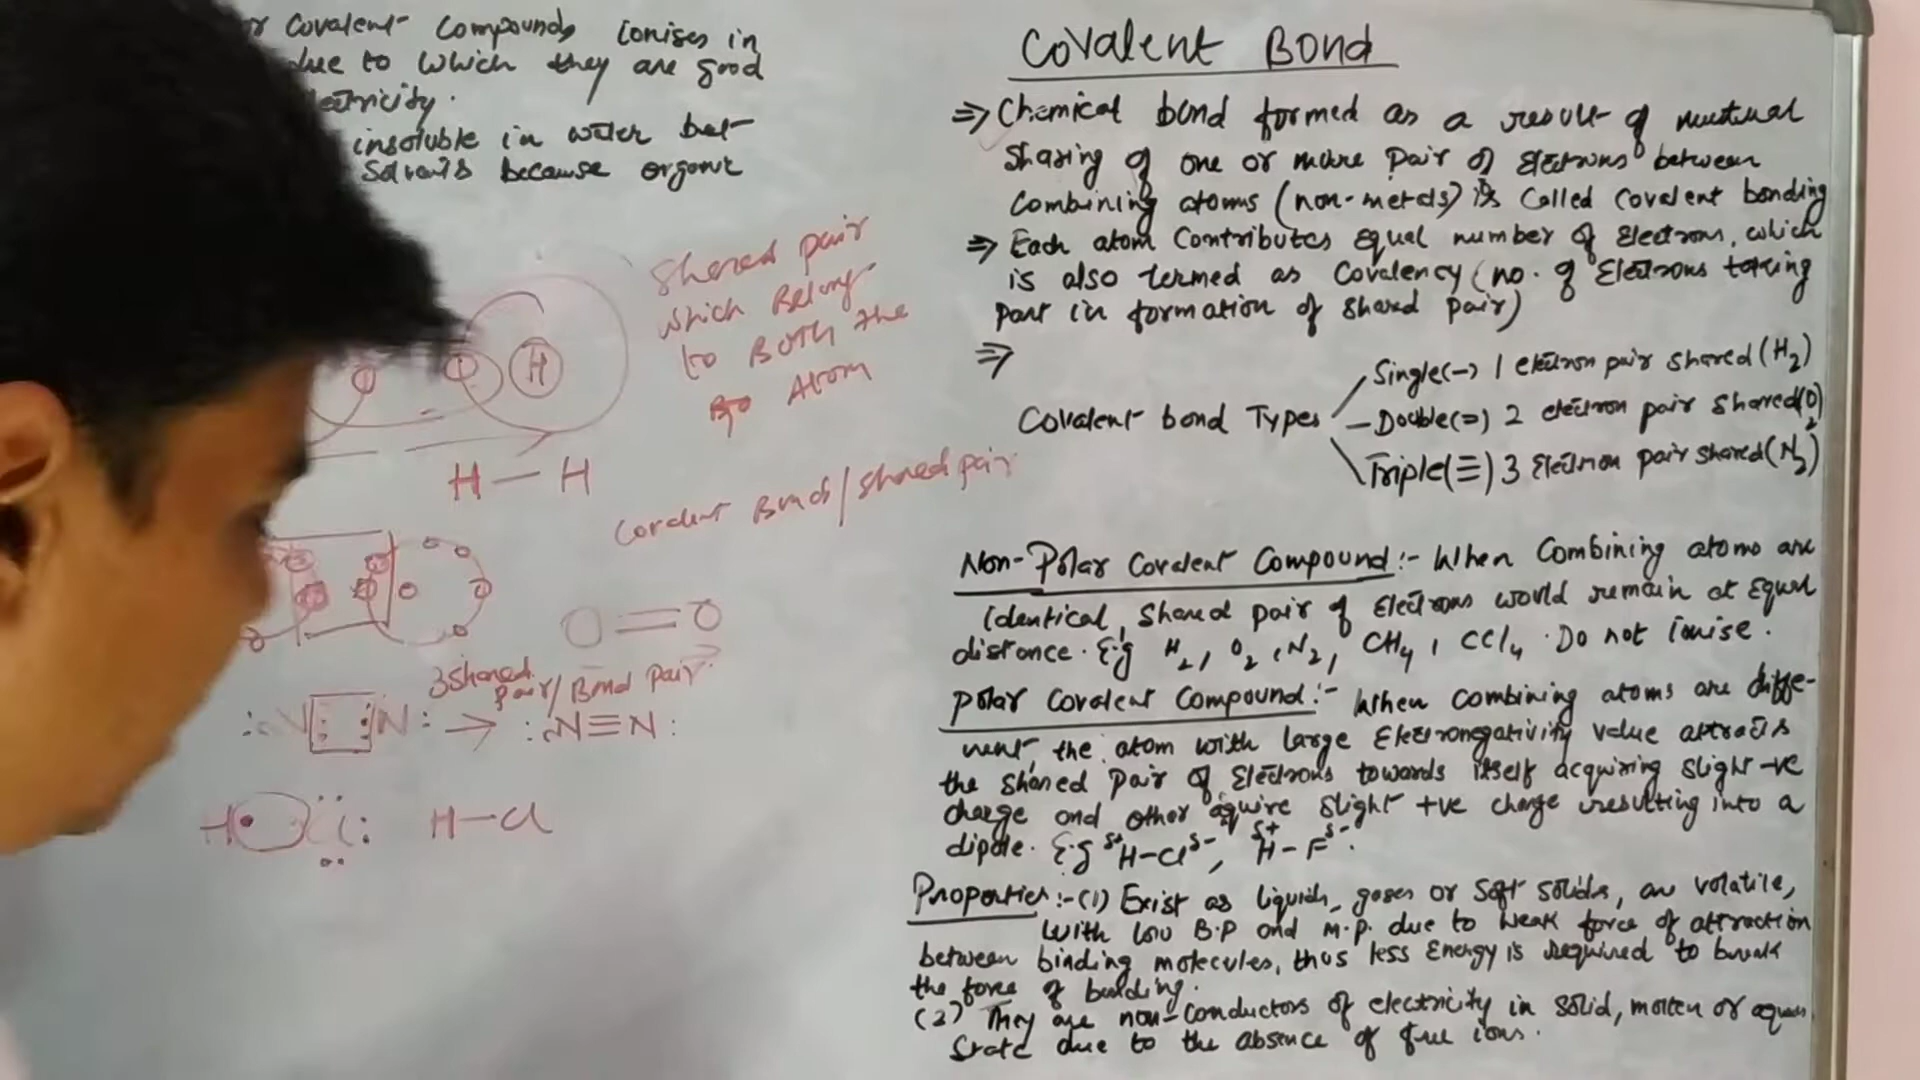 Covalent Compounds Ionises in
due to which they are good
electricity.
insoluble in water but
Solvents because organic
Shared pair
which Belong
to Both the
Atom
H
H — H
Covalent Bond / Shared pair
O = O
3 Shared
Pair / Bond Pair
: N N : → : N ≡ N :
H Cl : H — Cl
Covalent Bond
⇒ Chemical bond formed as a result of mutual
sharing of one or more pair of electrons between
Combining atoms (non-metals) is Called Covalent bonding
⇒ Each atom Contributes equal number of Electrons, which
is also termed as Covalency (no. of Electrons taking
part in formation of shared pair)
⇒
Single(-) 1 electron pair shared (H2)
Covalent bond Types — Double(=) 2 electron pair shared (O2)
Triple(≡) 3 Electron pair shared (N2)
Non-Polar Covalent Compound :- When Combining atoms are
Identical, Shared pair of Electrons would remain at Equal
distance. E.g H2, O2, N2, CH4, CCl4. Do not Ionise.
Polar Covalent Compound :- When Combining atoms are diffe-
rent, the atom with large Electronegativity value attracts
the shared pair of Electrons towards itself acquiring slight -ve
charge and other aquire slight +ve charge resulting into a
dipole. E.g δ+H-Clδ-, δ+H-Fδ-.
Properties :- (1) Exist as liquids, gases or Soft Solids, are volatile,
With low B.P and M.P. due to weak force of attraction
between binding molecules, thus less Energy is required to break
the force of
(2) They are non-conductors of electricity in solid, molten or
State due to the absence of free ions.